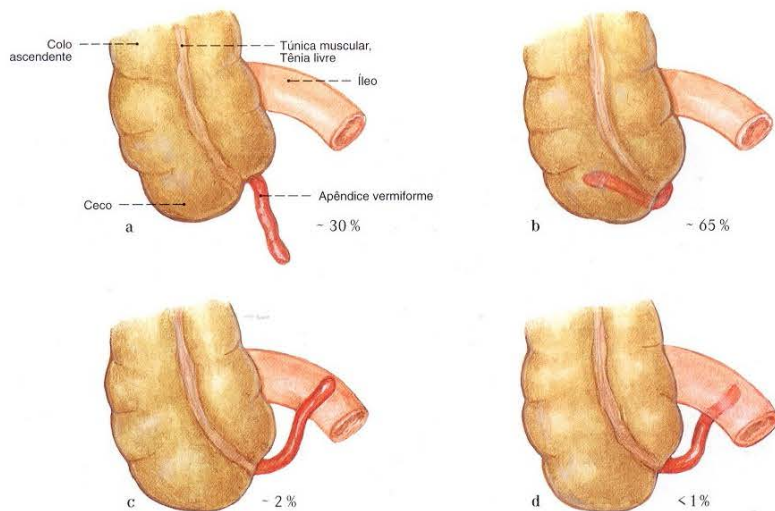 Colo
ascendente
Túnica muscular,
Tênia livre
Íleo
Ceco
Apêndice vermiforme
a
~ 30 %
b
~ 65 %
c
~ 2 %
d
< 1 %